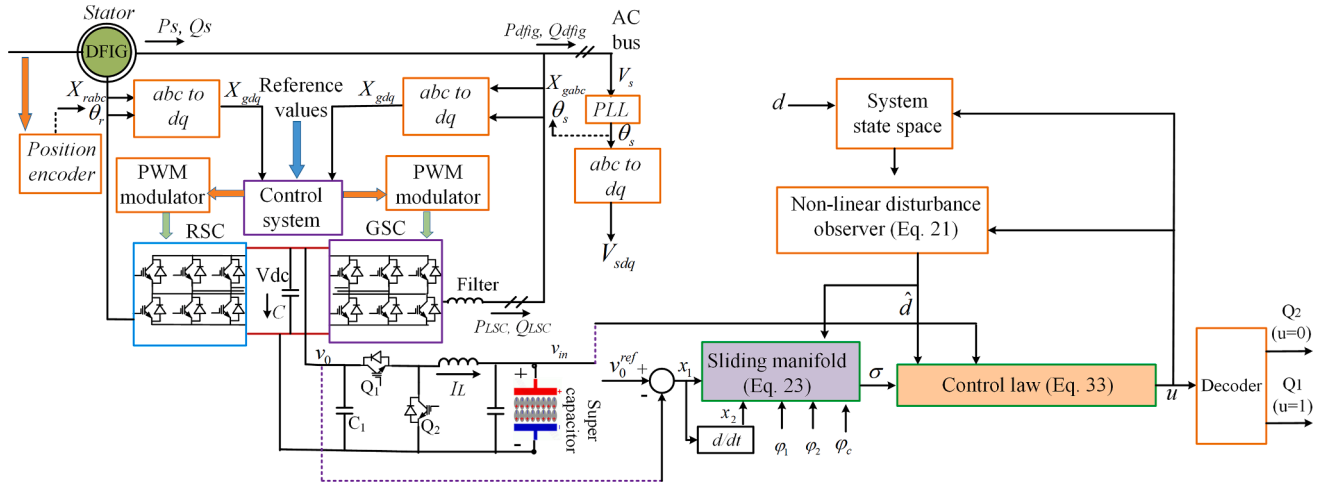 Stator
Ps, Qs
Pdfig, Qdfig
AC
bus
DFIG
Xrabc
θr
abc to
dq
Xgdq
Reference
values
Xgdq
abc to
dq
Xgabc
θs
Vs
PLL
θs
Position
encoder
PWM
modulator
Control
system
PWM
modulator
abc to
dq
Vsdq
RSC
GSC
Vdc
C
Filter
PLSC, QLSC
v0
Q1
IL
vin
C1
Q2
+
+
-
-
Super
capacitor
d
System
state space
Non-linear disturbance
observer (Eq. 21)
d̂
v0ref
+
-
x1
Sliding manifold
(Eq. 23)
σ
Control law (Eq. 33)
u
Decoder
Q2
(u=0)
Q1
(u=1)
x2
d/dt
φ1
φ2
φc